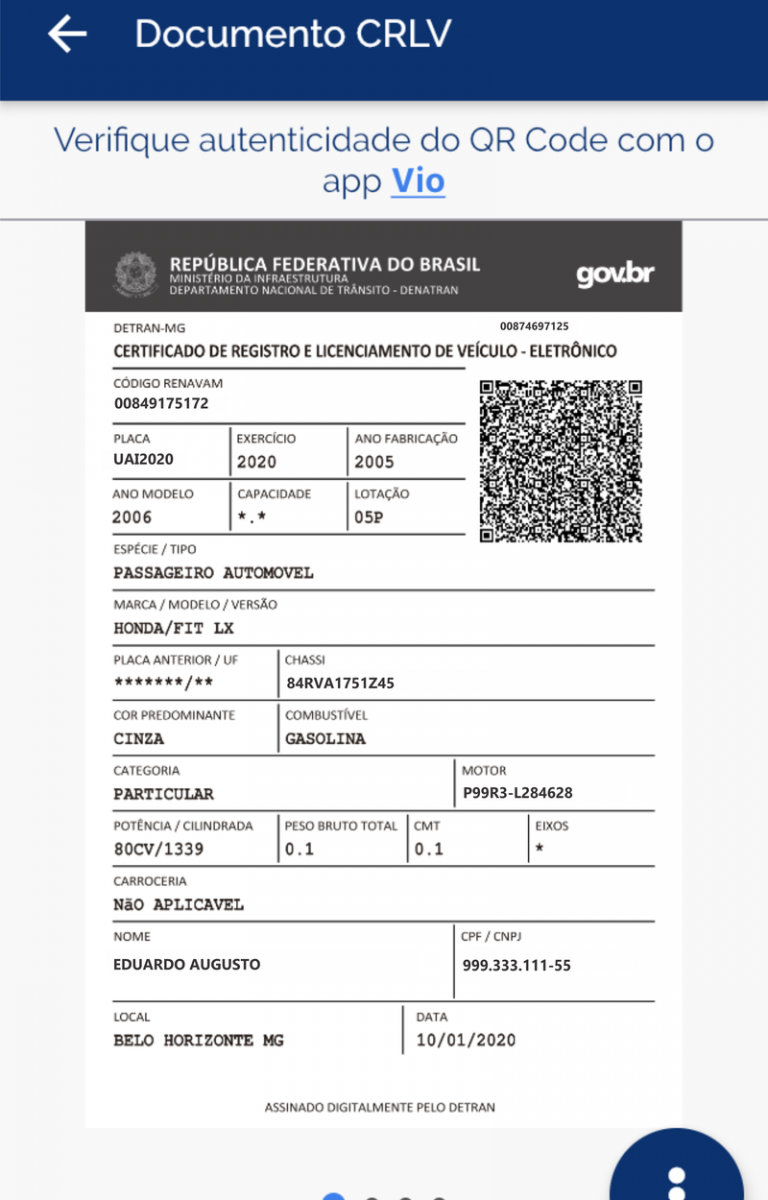 Documento CRLV
Verifique autenticidade do QR Code com o
app Vio
REPÚBLICA FEDERATIVA DO BRASIL
MINISTÉRIO DA INFRAESTRUTURA
DEPARTAMENTO NACIONAL DE TRÂNSITO - DENATRAN
gov.br
DETRAN-MG
00874697125
CERTIFICADO DE REGISTRO E LICENCIAMENTO DE VEÍCULO - ELETRÔNICO
CÓDIGO RENAVAM
00849175172
PLACA EXERCÍCIO ANO FABRICAÇÃO
UAI2020 2020 2005
ANO MODELO CAPACIDADE LOTAÇÃO
2006 *.* 05P
ESPÉCIE / TIPO
PASSAGEIRO AUTOMOVEL
MARCA / MODELO / VERSÃO
HONDA/FIT LX
PLACA ANTERIOR / UF CHASSI
*******/** 84RVA1751Z45
COR PREDOMINANTE COMBUSTÍVEL
CINZA GASOLINA
CATEGORIA MOTOR
PARTICULAR P99R3-L284628
POTÊNCIA / CILINDRADA PESO BRUTO TOTAL CMT EIXOS
80CV/1339 0.1 0.1 *
CARROCERIA
NãO APLICAVEL
NOME CPF / CNPJ
EDUARDO AUGUSTO 999.333.111-55
LOCAL DATA
BELO HORIZONTE MG 10/01/2020
ASSINADO DIGITALMENTE PELO DETRAN